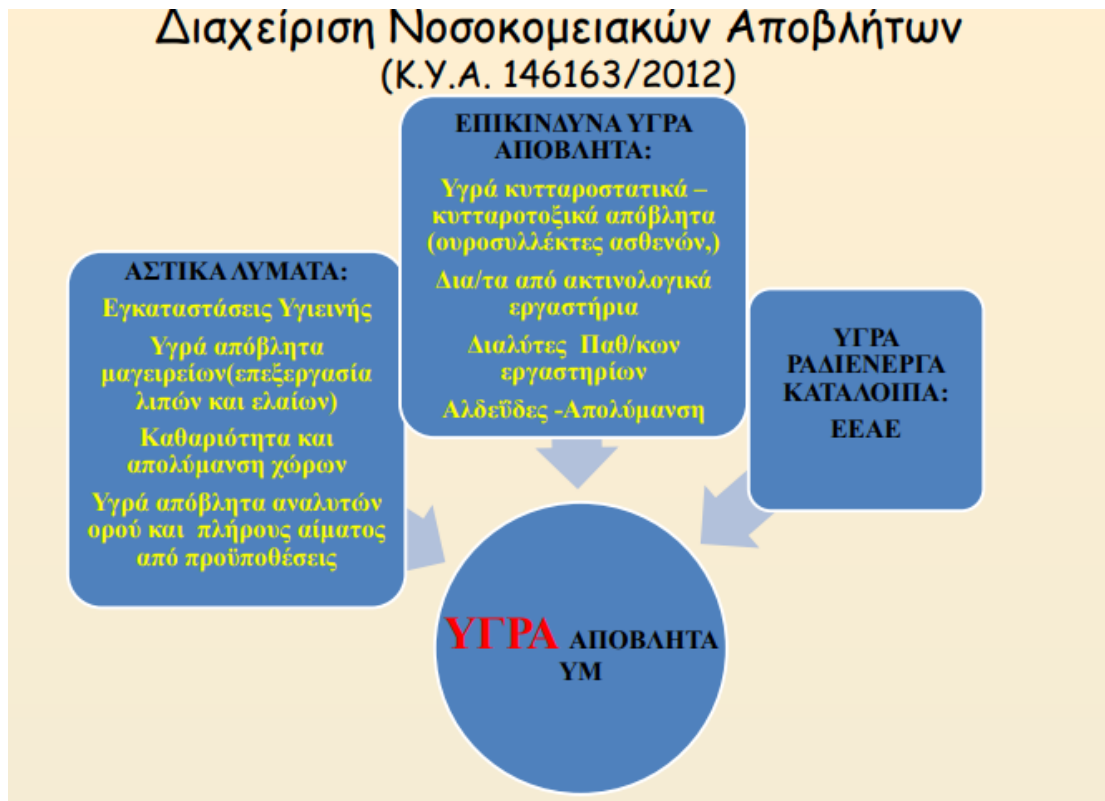 Διαχείριση Νοσοκομειακών Αποβλήτων
(Κ.Υ.Α. 146163/2012)
ΑΣΤΙΚΑ ΛΥΜΑΤΑ:
Εγκαταστάσεις Υγιεινής
Υγρά απόβλητα
μαγειρείων(επεξεργασία
λιπών και ελαίων)
Καθαριότητα και
απολύμανση χώρων
Υγρά απόβλητα αναλυτών
ορού και πλήρους αίματος
από προϋποθέσεις
ΕΠΙΚΙΝΔΥΝΑ ΥΓΡΑ
ΑΠΟΒΛΗΤΑ:
Υγρά κυτταροστατικά –
κυτταροτοξικά απόβλητα
(ουροσυλλέκτες ασθενών,)
Δια/τα από ακτινολογικά
εργαστήρια
Διαλύτες Παθ/κων
εργαστηρίων
Αλδεΰδες -Απολύμανση
ΥΓΡΑ
ΡΑΔΙΕΝΕΡΓΑ
ΚΑΤΑΛΟΙΠΑ:
ΕΕΑΕ
ΥΓΡΑ ΑΠΟΒΛΗΤΑ
ΥΜ